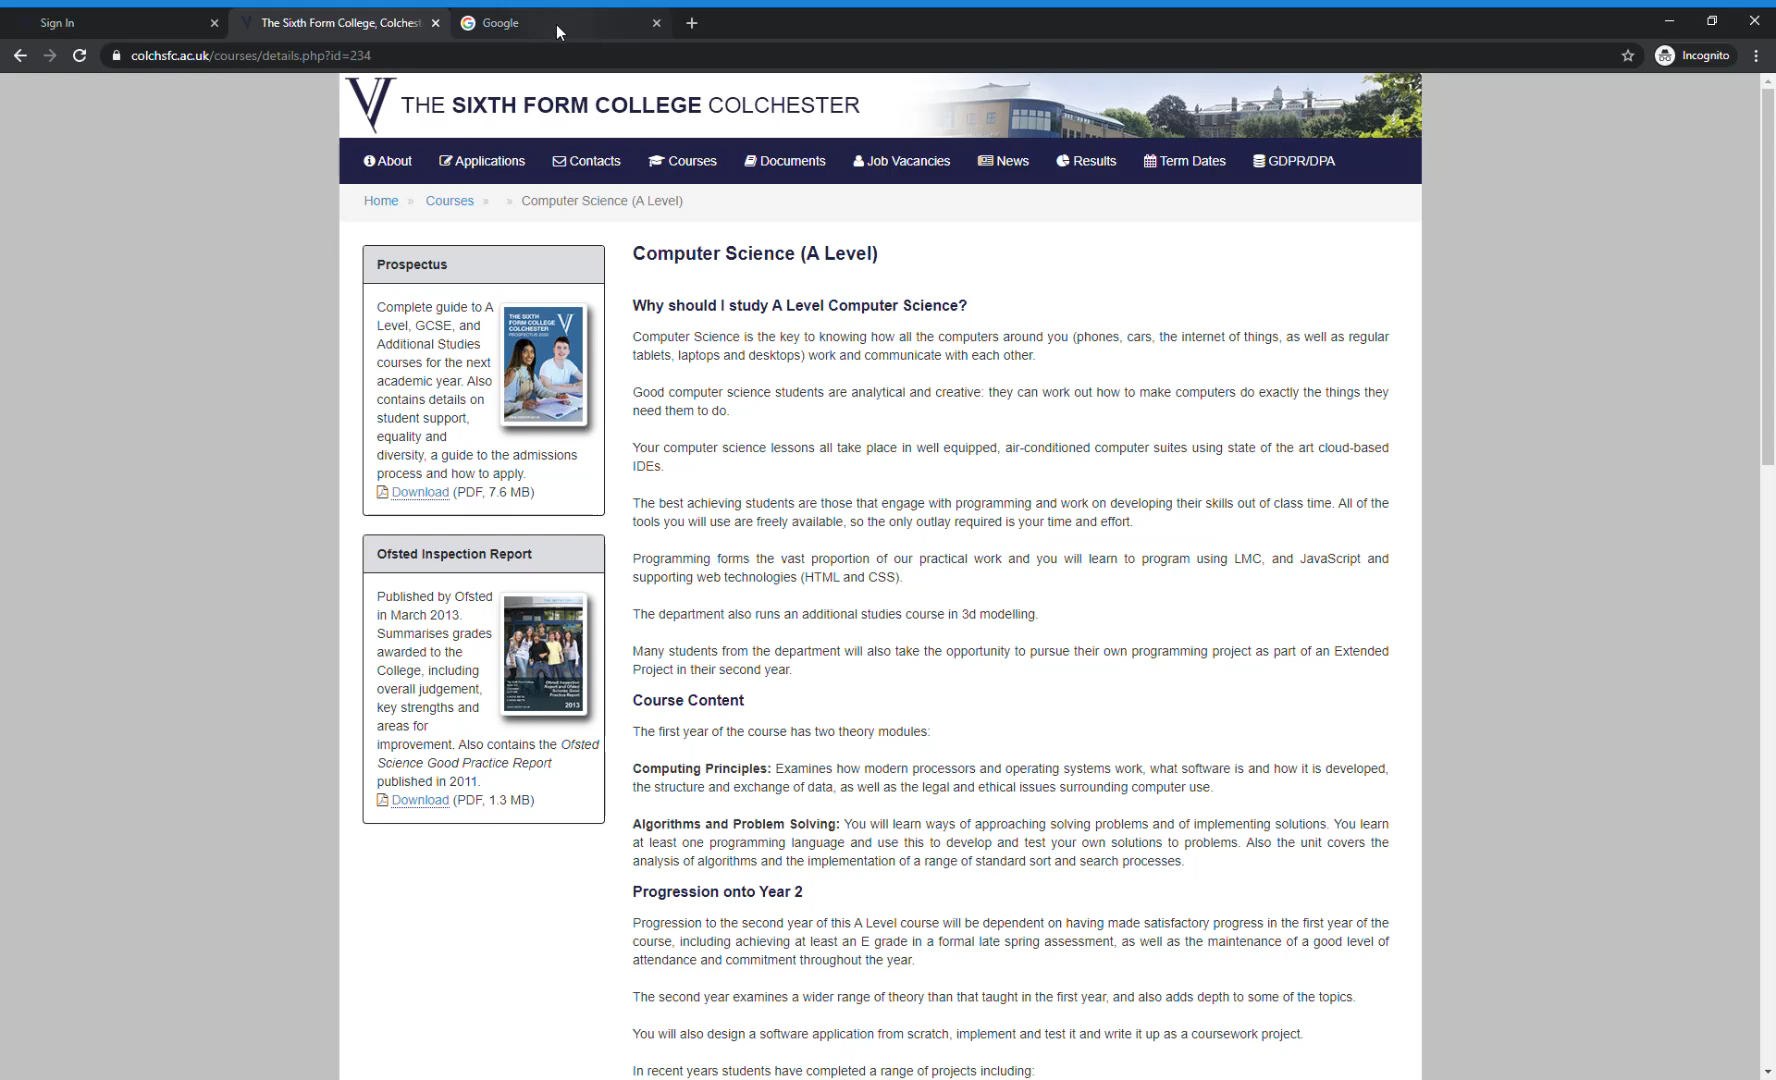 Sign In
The Sixth Form College, Colches
Google
colchsfc.ac.uk/courses/details.php?id=234
Incognito
THE SIXTH FORM COLLEGE COLCHESTER
About
Applications
Contacts
Courses
Documents
Job Vacancies
News
Results
Term Dates
GDPR/DPA
Home » Courses » » Computer Science (A Level)
Prospectus
Complete guide to A
Level, GCSE, and
Additional Studies
courses for the next
academic year. Also
contains details on
student support,
equality and
diversity, a guide to the admissions
process and how to apply.
Download (PDF, 7.6 MB)
THE SIXTH
FORM COLLEGE
COLCHESTER
Ofsted Inspection Report
Published by Ofsted
in March 2013.
Summarises grades
awarded to the
College, including
overall judgement,
key strengths and
areas for
improvement. Also contains the Ofsted
Science Good Practice Report
published in 2011.
Download (PDF, 1.3 MB)
2013
Computer Science (A Level)
Why should I study A Level Computer Science?
Computer Science is the key to knowing how all the computers around you (phones, cars, the internet of things, as well as regular
tablets, laptops and desktops) work and communicate with each other.
Good computer science students are analytical and creative: they can work out how to make computers do exactly the things they
need them to do.
Your computer science lessons all take place in well equipped, air-conditioned computer suites using state of the art cloud-based
IDEs.
The best achieving students are those that engage with programming and work on developing their skills out of class time. All of the
tools you will use are freely available, so the only outlay required is your time and effort.
Programming forms the vast proportion of our practical work and you will learn to program using LMC, and JavaScript and
supporting web technologies (HTML and CSS).
The department also runs an additional studies course in 3d modelling.
Many students from the department will also take the opportunity to pursue their own programming project as part of an Extended
Project in their second year.
Course Content
The first year of the course has two theory modules:
Computing Principles: Examines how modern processors and operating systems work, what software is and how it is developed,
the structure and exchange of data, as well as the legal and ethical issues surrounding computer use.
Algorithms and Problem Solving: You will learn ways of approaching solving problems and of implementing solutions. You learn
at least one programming language and use this to develop and test your own solutions to problems. Also the unit covers the
analysis of algorithms and the implementation of a range of standard sort and search processes.
Progression onto Year 2
Progression to the second year of this A Level course will be dependent on having made satisfactory progress in the first year of the
course, including achieving at least an E grade in a formal late spring assessment, as well as the maintenance of a good level of
attendance and commitment throughout the year.
The second year examines a wider range of theory than that taught in the first year, and also adds depth to some of the topics.
You will also design a software application from scratch, implement and test it and write it up as a coursework project.
In recent years students have completed a range of projects including: